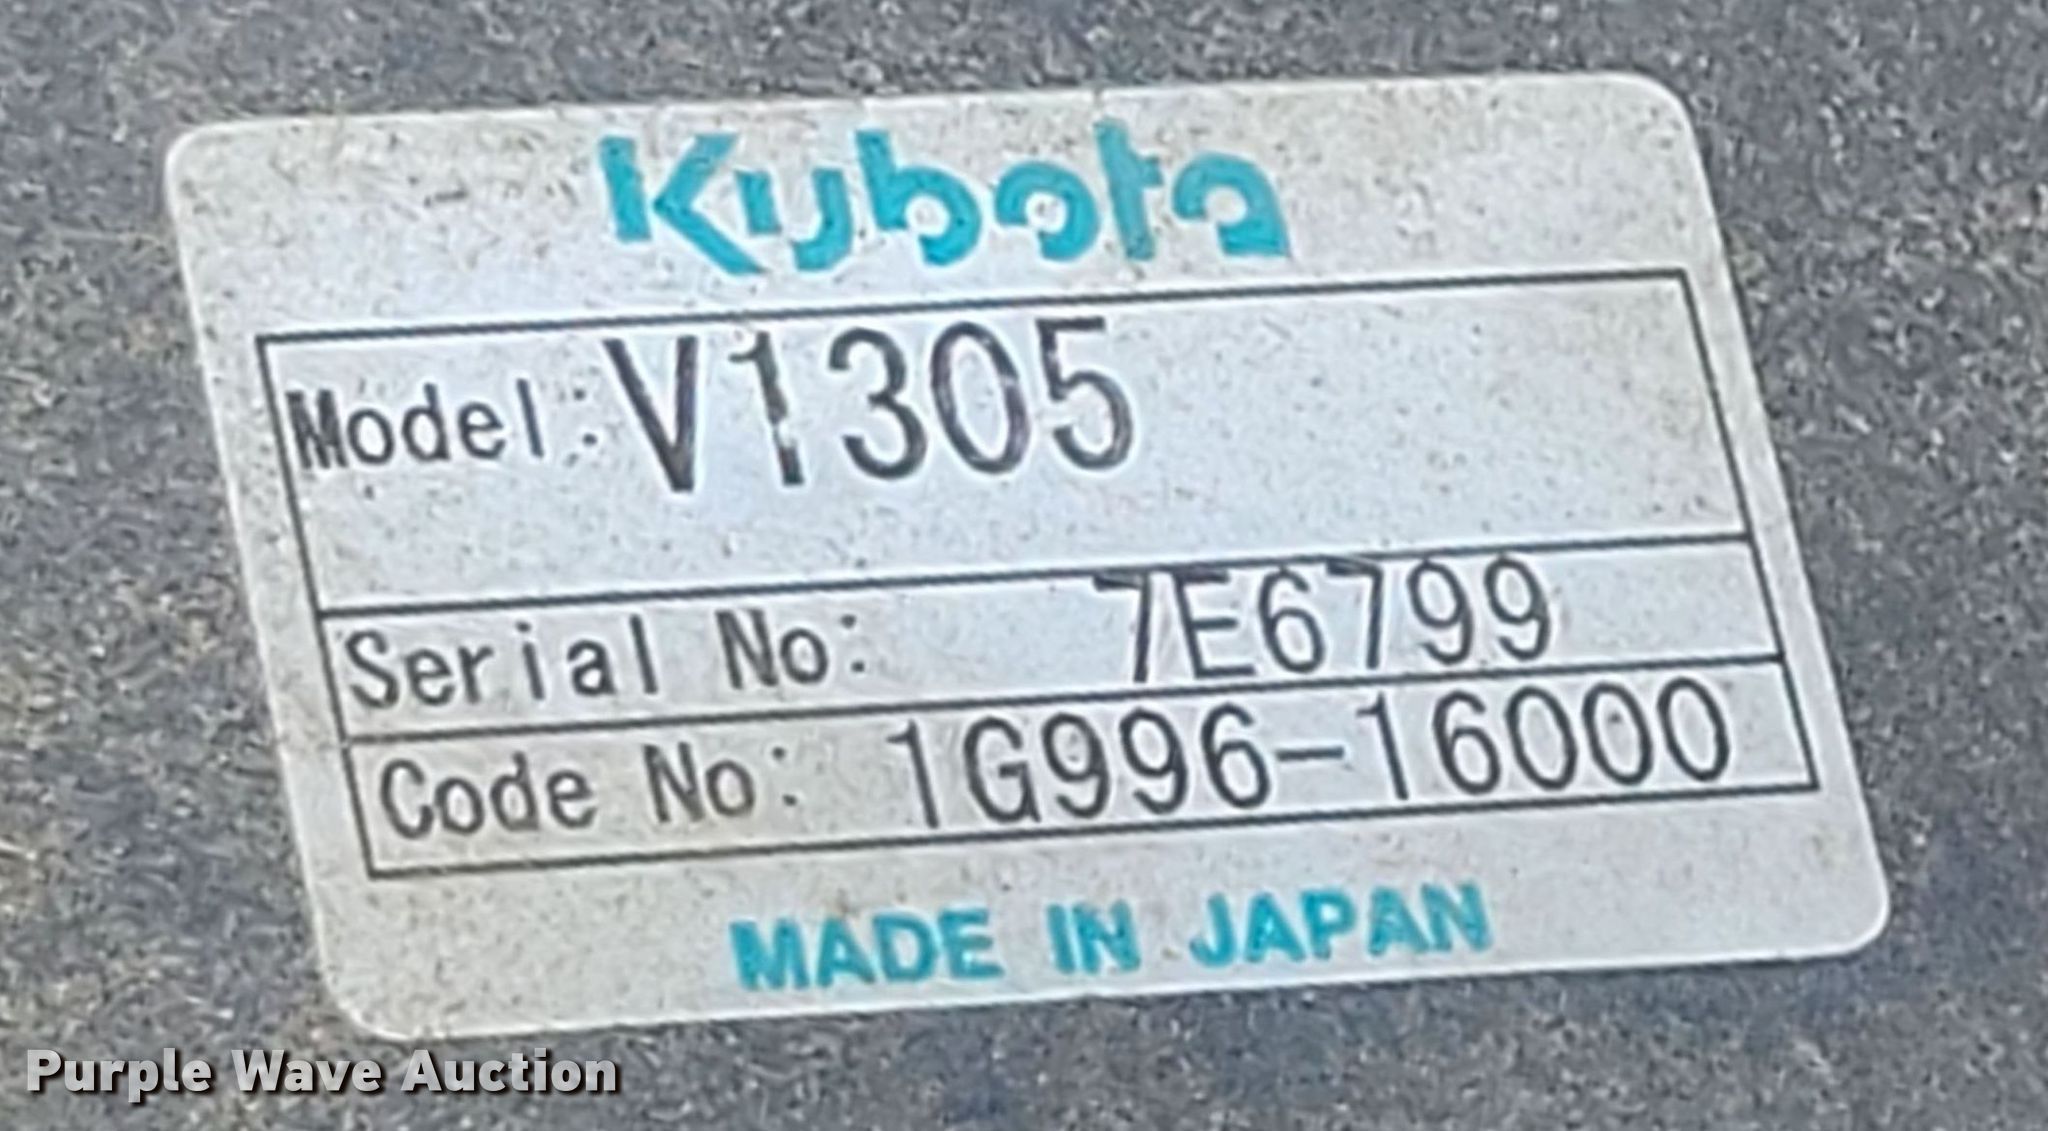 Kubota
Model: V1305
Serial No: 7E6799
Code No: 1G996-16000
MADE IN JAPAN
Purple Wave Auction